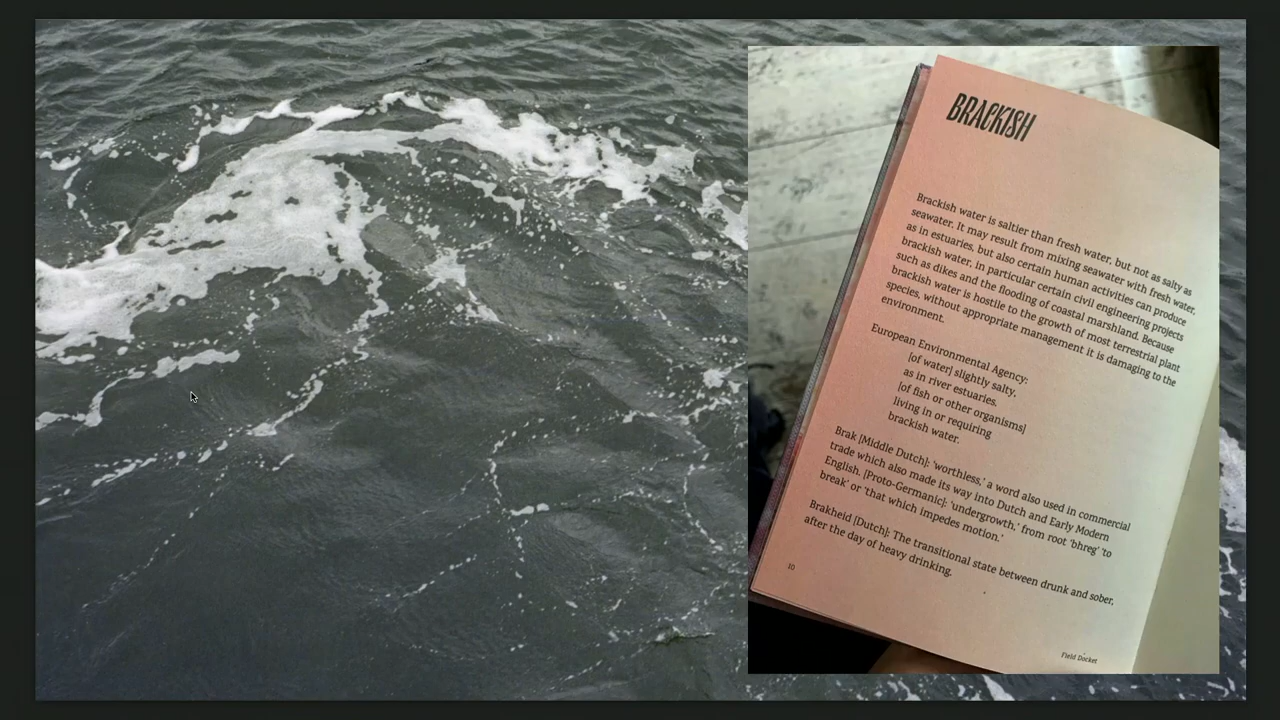 BRACKISH
Brackish water is saltier than fresh water, but not as salty as
seawater. It may result from mixing seawater with fresh water,
as in estuaries, but also certain human activities can produce
brackish water, in particular certain civil engineering projects
such as dikes and the flooding of coastal marshland. Because
brackish water is hostile to the growth of most terrestrial plant
species, without appropriate management it is damaging to the
environment.
European Environmental Agency:
[of water] slightly salty,
as in river estuaries.
[of fish or other organisms]
living in or requiring
brackish water.
Brak [Middle Dutch]: ‘worthless,’ a word also used in commercial
trade which also made its way into Dutch and Early Modern
English. [Proto-Germanic]: ‘undergrowth,’ from root ‘bhreg’ ‘to
break’ or ‘that which impedes motion.’
Brakheid [Dutch]: The transitional state between drunk and sober,
after the day of heavy drinking.
10
Field Docket